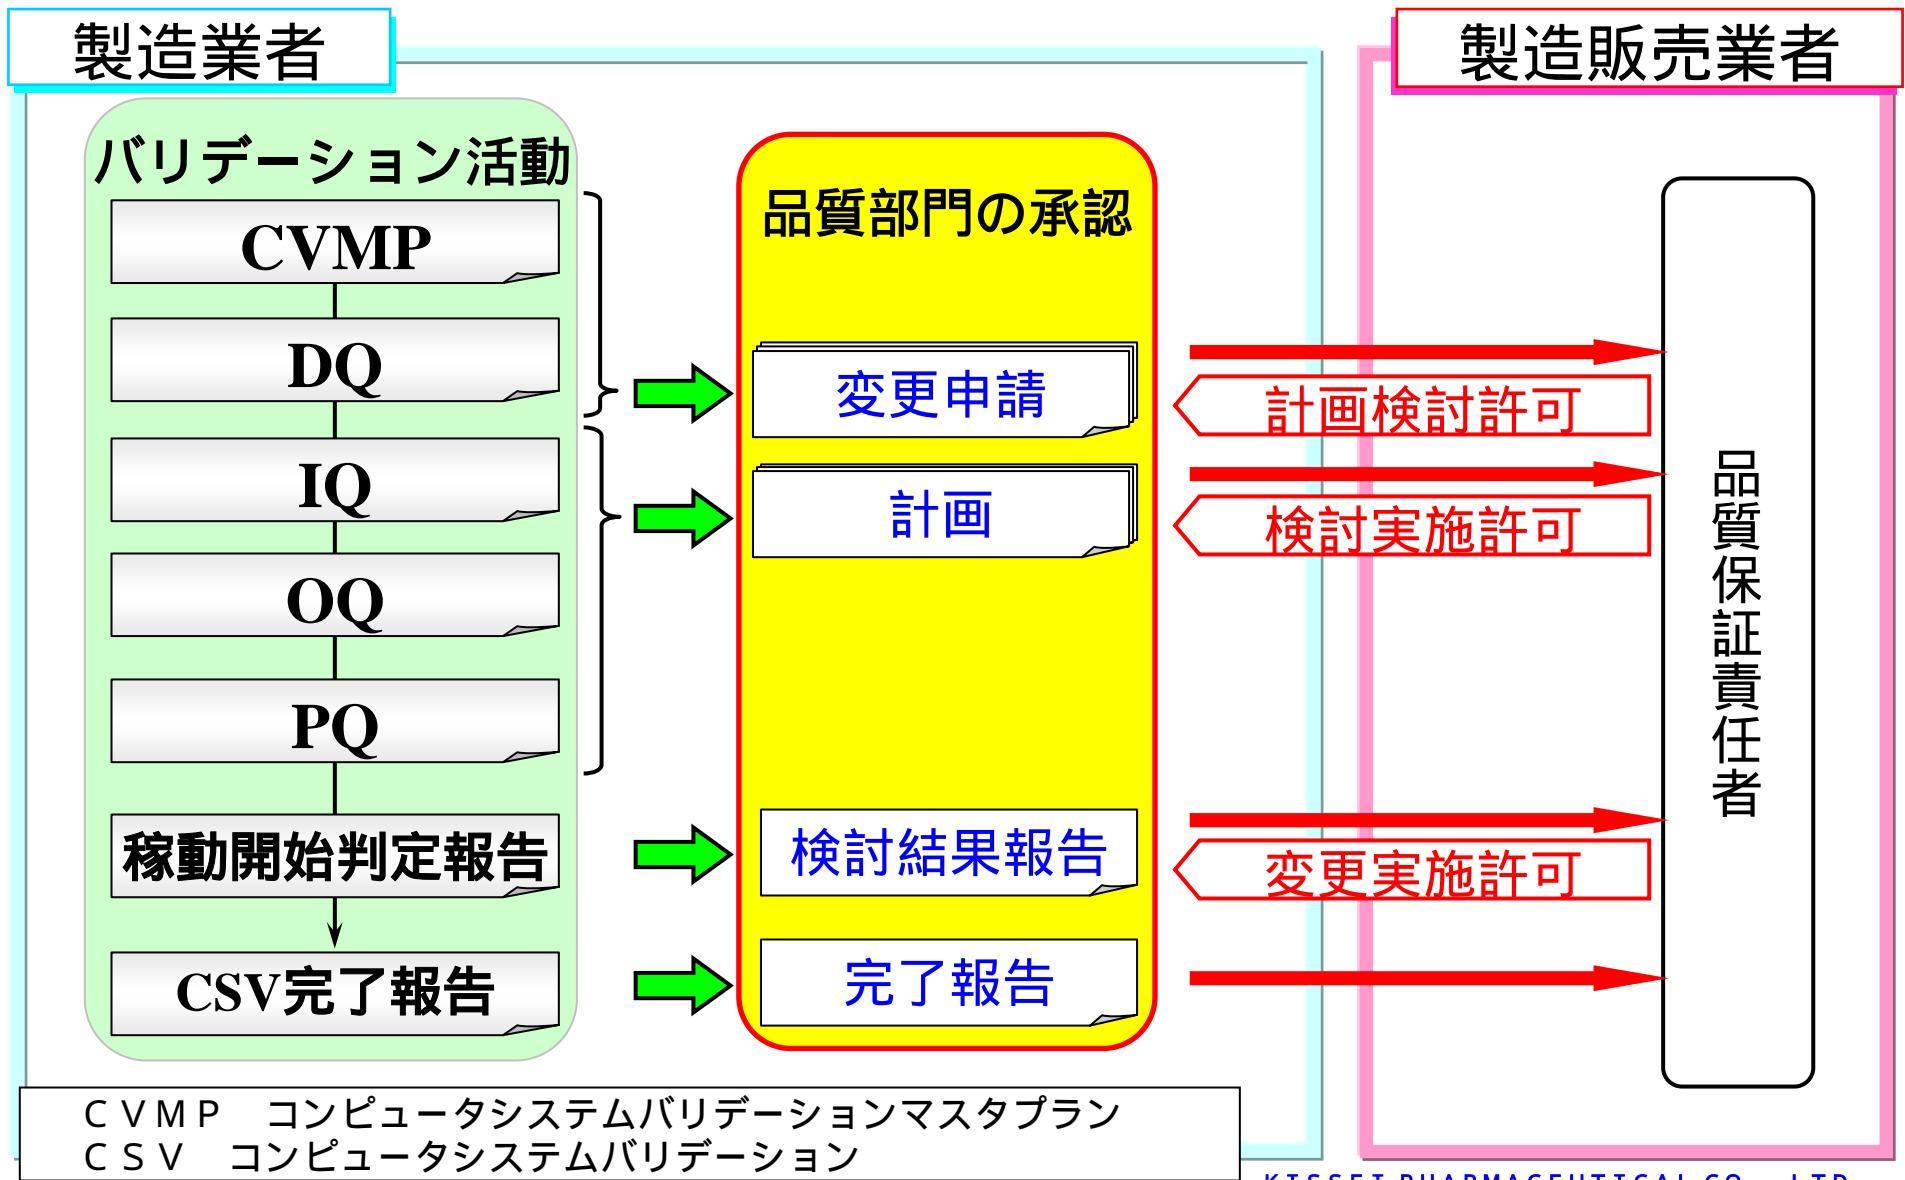 製造業者
製造販売業者
バリデーション活動
CVMP
DQ
IQ
OQ
PQ
稼動開始判定報告
CSV完了報告
品質部門の承認
変更申請
計画
検討結果報告
完了報告
計画検討許可
検討実施許可
変更実施許可
品質保証責任者
ＣＶＭＰ　コンピュータシステムバリデーションマスタプラン
ＣＳＶ　コンピュータシステムバリデーション
KISSEI PHARMACEUTICAL CO., LTD